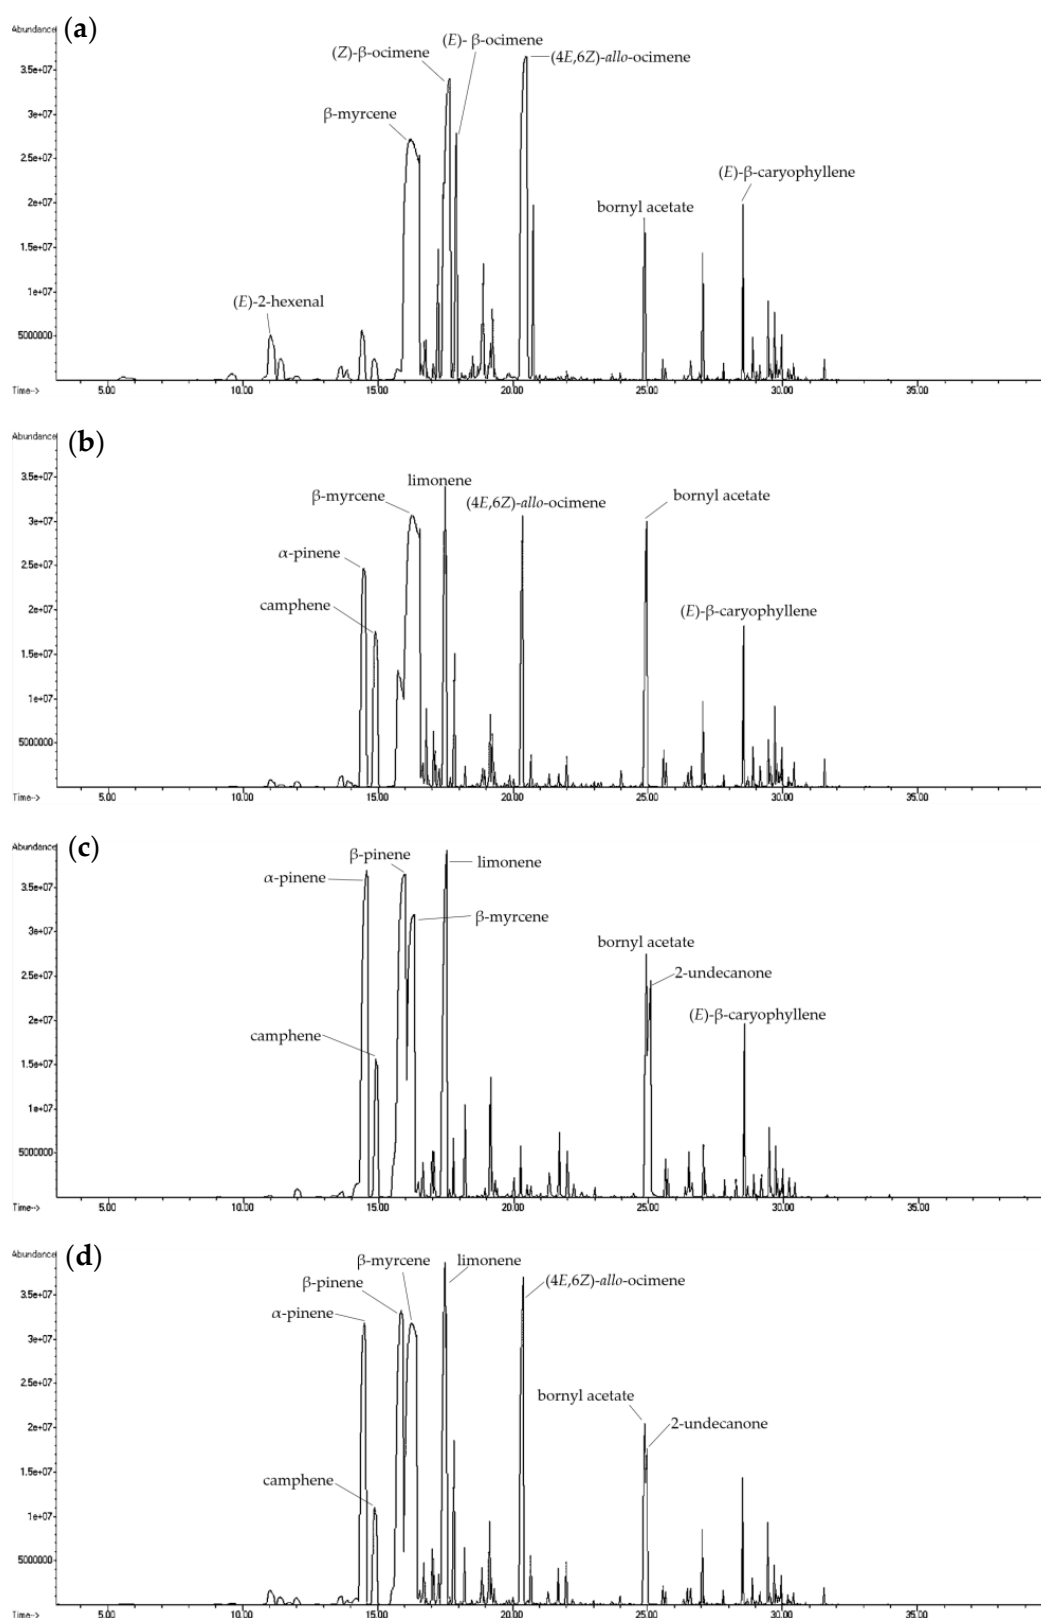 Abundance
(a)
(E)- β-ocimene
(Z)-β-ocimene
(4E,6Z)-allo-ocimene
3.5e+07
β-myrcene
3e+07
2.5e+07
(E)-β-caryophyllene
2e+07
bornyl acetate
1.5e+07
(E)-2-hexenal
1e+07
5000000
Time--> 5.00 10.00 15.00 20.00 25.00 30.00 35.00
Abundance
(b)
3.5e+07
limonene
β-myrcene
(4E,6Z)-allo-ocimene
bornyl acetate
3e+07
α-pinene
2.5e+07
camphene
(E)-β-caryophyllene
2e+07
1.5e+07
1e+07
5000000
Time--> 5.00 10.00 15.00 20.00 25.00 30.00 35.00
Abundance
(c)
β-pinene
limonene
α-pinene
3.5e+07
β-myrcene
3e+07
bornyl acetate
2-undecanone
2.5e+07
(E)-β-caryophyllene
2e+07
camphene
1.5e+07
1e+07
5000000
Time--> 5.00 10.00 15.00 20.00 25.00 30.00 35.00
Abundance
(d)
β-myrcene
limonene
β-pinene
(4E,6Z)-allo-ocimene
3.5e+07
α-pinene
3e+07
2.5e+07
bornyl acetate
2-undecanone
2e+07
1.5e+07
camphene
1e+07
5000000
Time--> 5.00 10.00 15.00 20.00 25.00 30.00 35.00